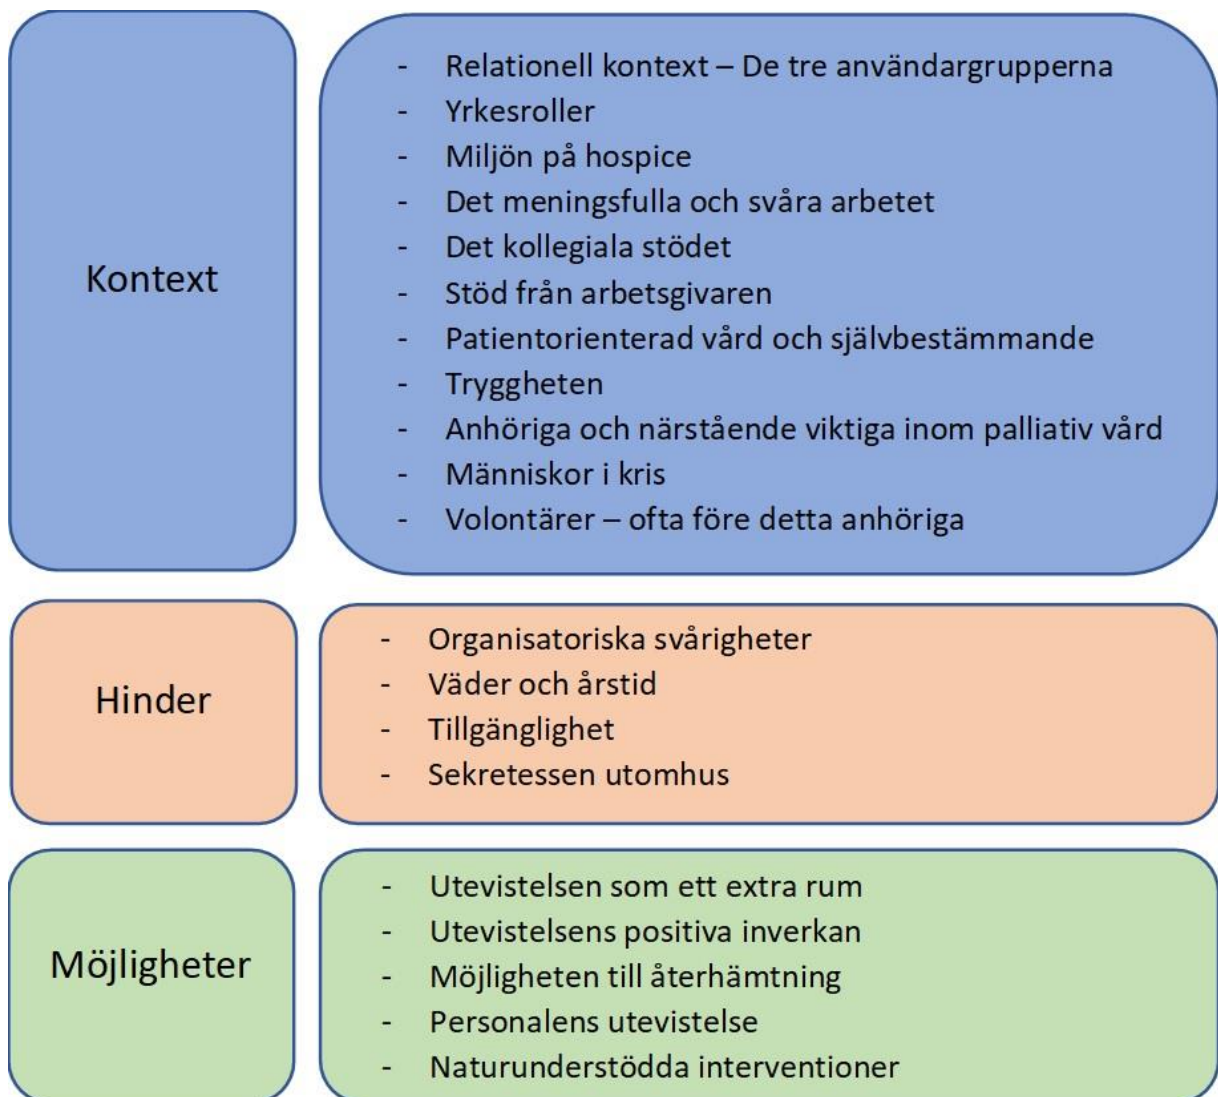 Kontext
- Relationell kontext – De tre användargrupperna
- Yrkesroller
- Miljön på hospice
- Det meningsfulla och svåra arbetet
- Det kollegiala stödet
- Stöd från arbetsgivaren
- Patientorienterad vård och självbestämmande
- Tryggheten
- Anhöriga och närstående viktiga inom palliativ vård
- Människor i kris
- Volontärer – ofta före detta anhöriga
Hinder
- Organisatoriska svårigheter
- Väder och årstid
- Tillgänglighet
- Sekretessen utomhus
Möjligheter
- Utevistelsen som ett extra rum
- Utevistelsens positiva inverkan
- Möjligheten till återhämtning
- Personalens utevistelse
- Naturunderstödda interventioner